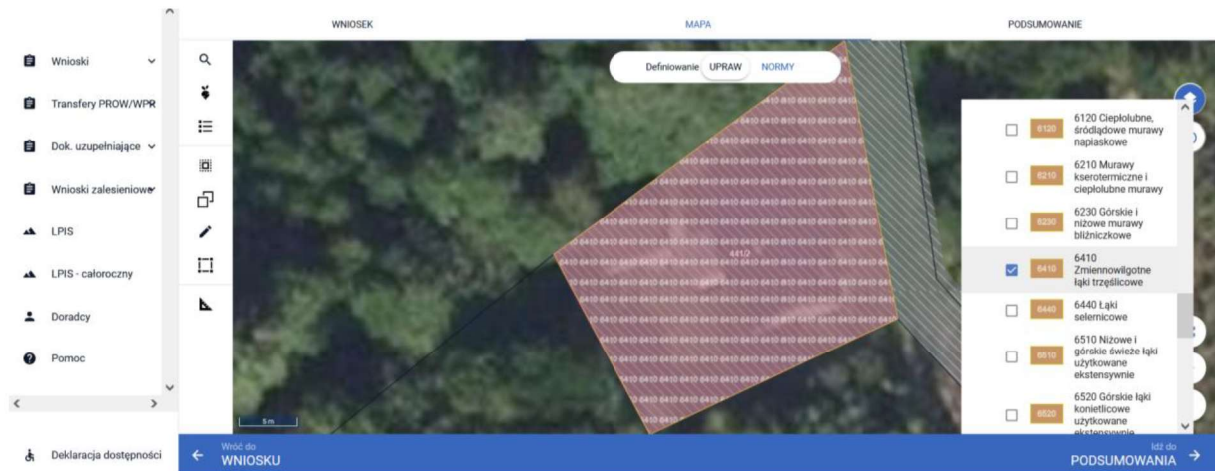 WNIOSEK
MAPA
PODSUMOWANIE
Wnioski
Transfery PROW/WPR
Dok. uzupełniające
Wnioski zalesieniowe
LPIS
LPIS - całoroczny
Doradcy
Pomoc
Deklaracja dostępności
Definiowanie UPRAW NORMY
441/2
5 m
6120
6120 Ciepłolubne,
śródlądowe murawy
napiaskowe
6210
6210 Murawy
kserotermiczne i
ciepłolubne murawy
6230
6230 Górskie i
niżowe murawy
bliźniczkowe
6410
6410
Zmiennowilgotne
łąki trzęślicowe
6440
6440 Łąki
selernicowe
6510
6510 Niżowe i
górskie świeże łąki
użytkowane
ekstensywnie
6520
6520 Górskie łąki
konietlicowe
użytkowane
ekstensywnie
Wróć do
WNIOSKU
Idź do
PODSUMOWANIA